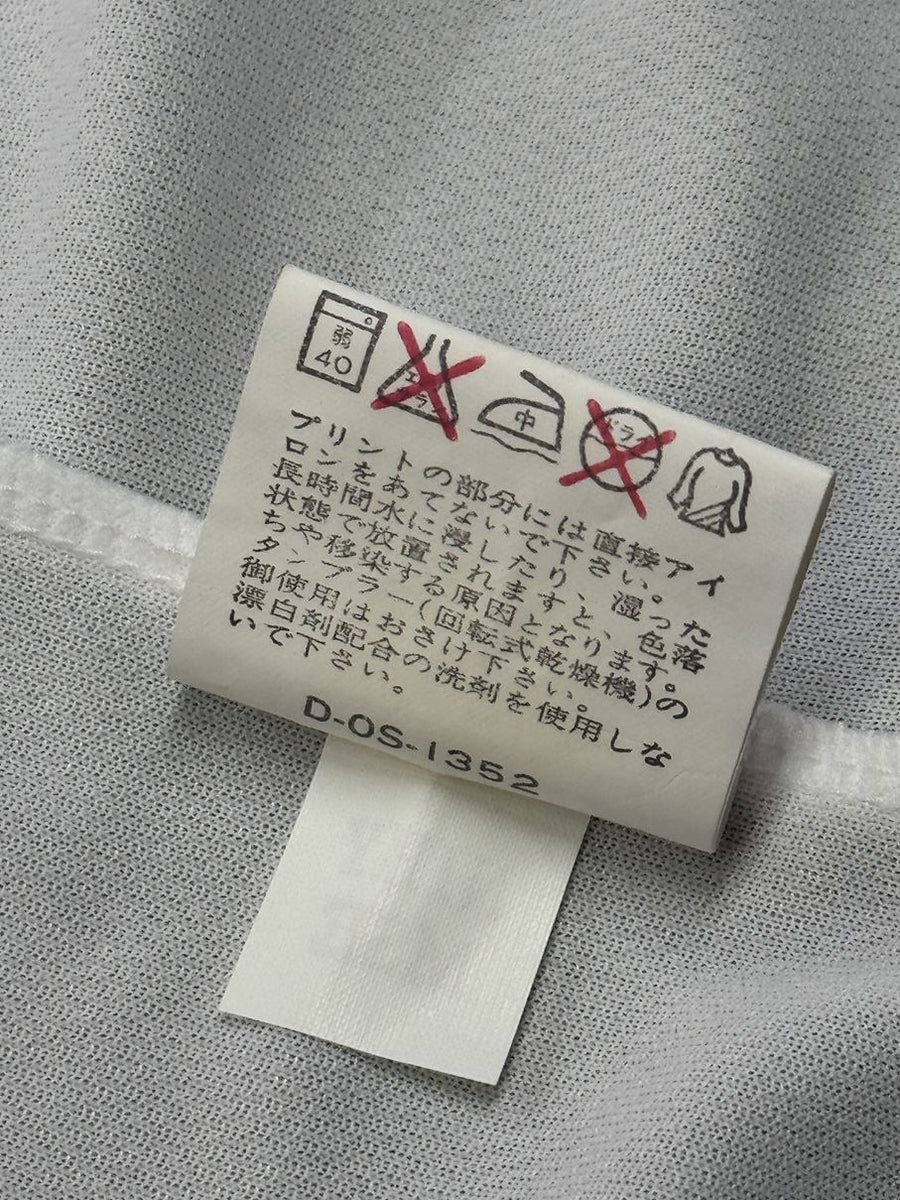 弱
40
エンソ
サラシ
中
ドライ
プリントの部分には直接アイ
ロンをあてないで下さい。
長時間水に浸したり、湿った
状態で放置されますと、色落
ちや移染する原因となります。
タンブラー(回転式乾燥機)の
御使用はおさけ下さい。
漂白剤配合の洗剤を使用しな
いで下さい。
D-OS-1352